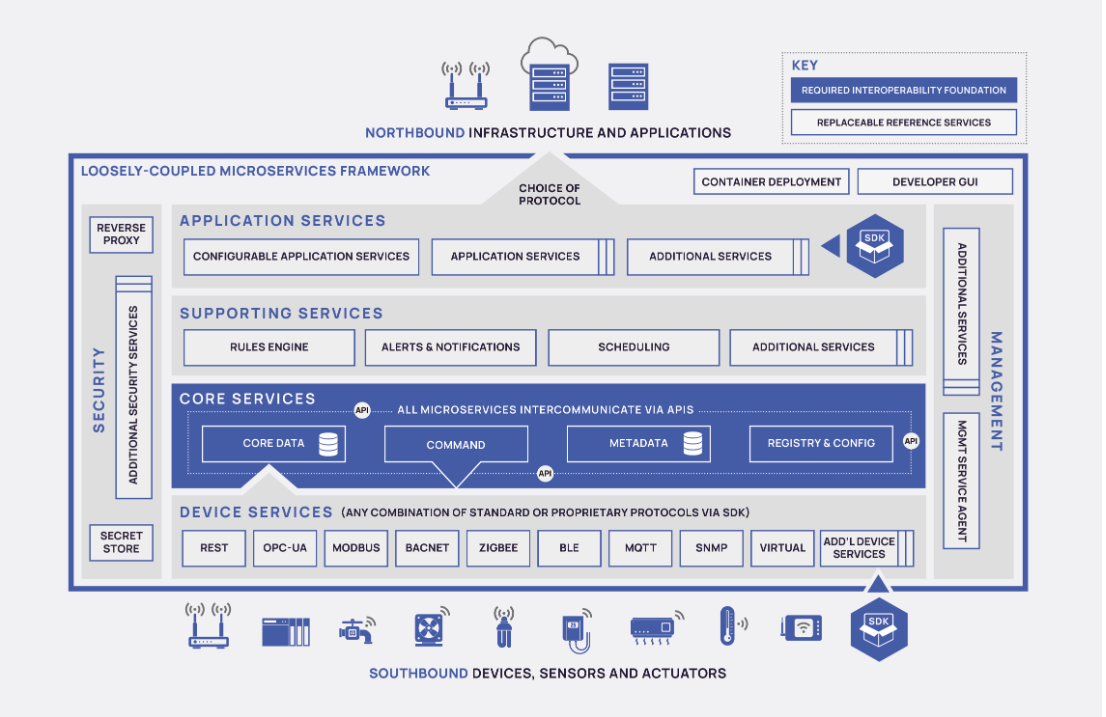 KEY
REQUIRED INTEROPERABILITY FOUNDATION
REPLACEABLE REFERENCE SERVICES
NORTHBOUND INFRASTRUCTURE AND APPLICATIONS
LOOSELY-COUPLED MICROSERVICES FRAMEWORK
CHOICE OF
PROTOCOL
CONTAINER DEPLOYMENT
DEVELOPER GUI
SECURITY
REVERSE
PROXY
ADDITIONAL SECURITY SERVICES
SECRET
STORE
APPLICATION SERVICES
CONFIGURABLE APPLICATION SERVICES
APPLICATION SERVICES
ADDITIONAL SERVICES
SDK
SUPPORTING SERVICES
RULES ENGINE
ALERTS & NOTIFICATIONS
SCHEDULING
ADDITIONAL SERVICES
CORE SERVICES
API
ALL MICROSERVICES INTERCOMMUNICATE VIA APIS
CORE DATA
COMMAND
METADATA
REGISTRY & CONFIG
API
API
DEVICE SERVICES (ANY COMBINATION OF STANDARD OR PROPRIETARY PROTOCOLS VIA SDK)
REST
OPC-UA
MODBUS
BACNET
ZIGBEE
BLE
MQTT
SNMP
VIRTUAL
ADD'L DEVICE
SERVICES
MANAGEMENT
ADDITIONAL SERVICES
MGMT SERVICE AGENT
SDK
SOUTHBOUND DEVICES, SENSORS AND ACTUATORS